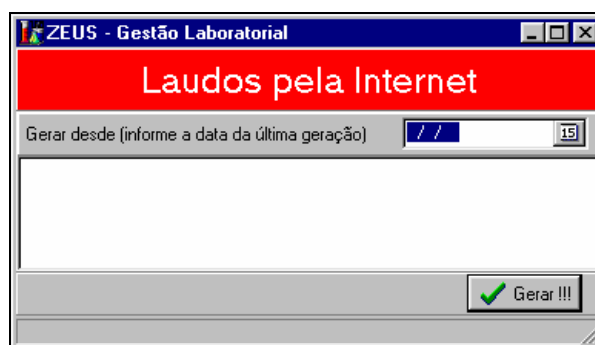 ZEUS - Gestão Laboratorial
Laudos pela Internet
Gerar desde (informe a data da última geração) / / 15
Gerar !!!